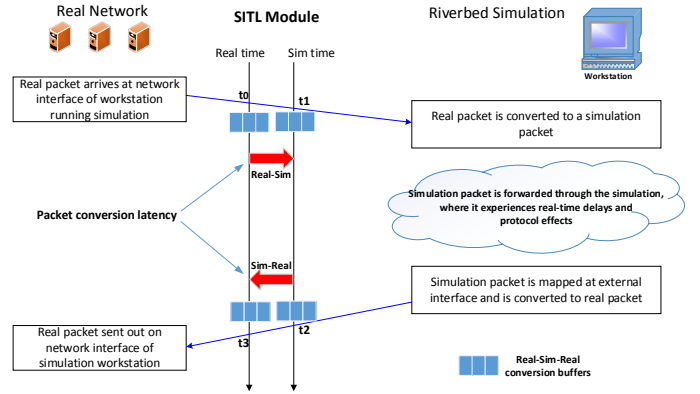 Real Network
SITL Module
Riverbed Simulation
Real time
Sim time
Workstation
Real packet arrives at network
interface of workstation
running simulation
t0
t1
Real packet is converted to a simulation
packet
Real-Sim
Simulation packet is forwarded through the simulation,
where it experiences real-time delays and
protocol effects
Packet conversion latency
Sim-Real
Simulation packet is mapped at external
interface and is converted to real packet
Real packet sent out on
network interface of
simulation workstation
t2
t3
Real-Sim-Real
conversion buffers